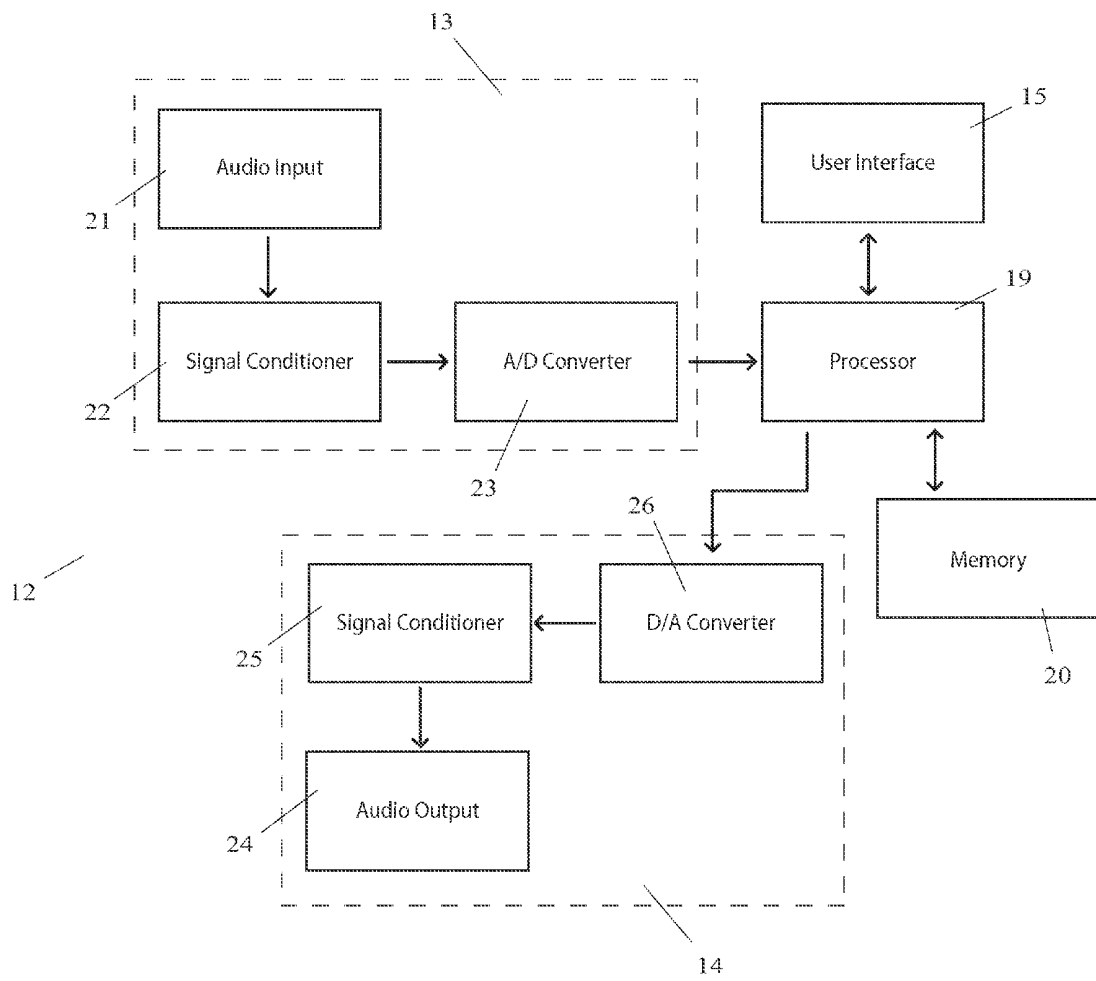 13
15
Audio Input
User Interface
21
19
Signal Conditioner
A/D Converter
Processor
22
23
26
Memory
12
Signal Conditioner
D/A Converter
25
20
Audio Output
24
14